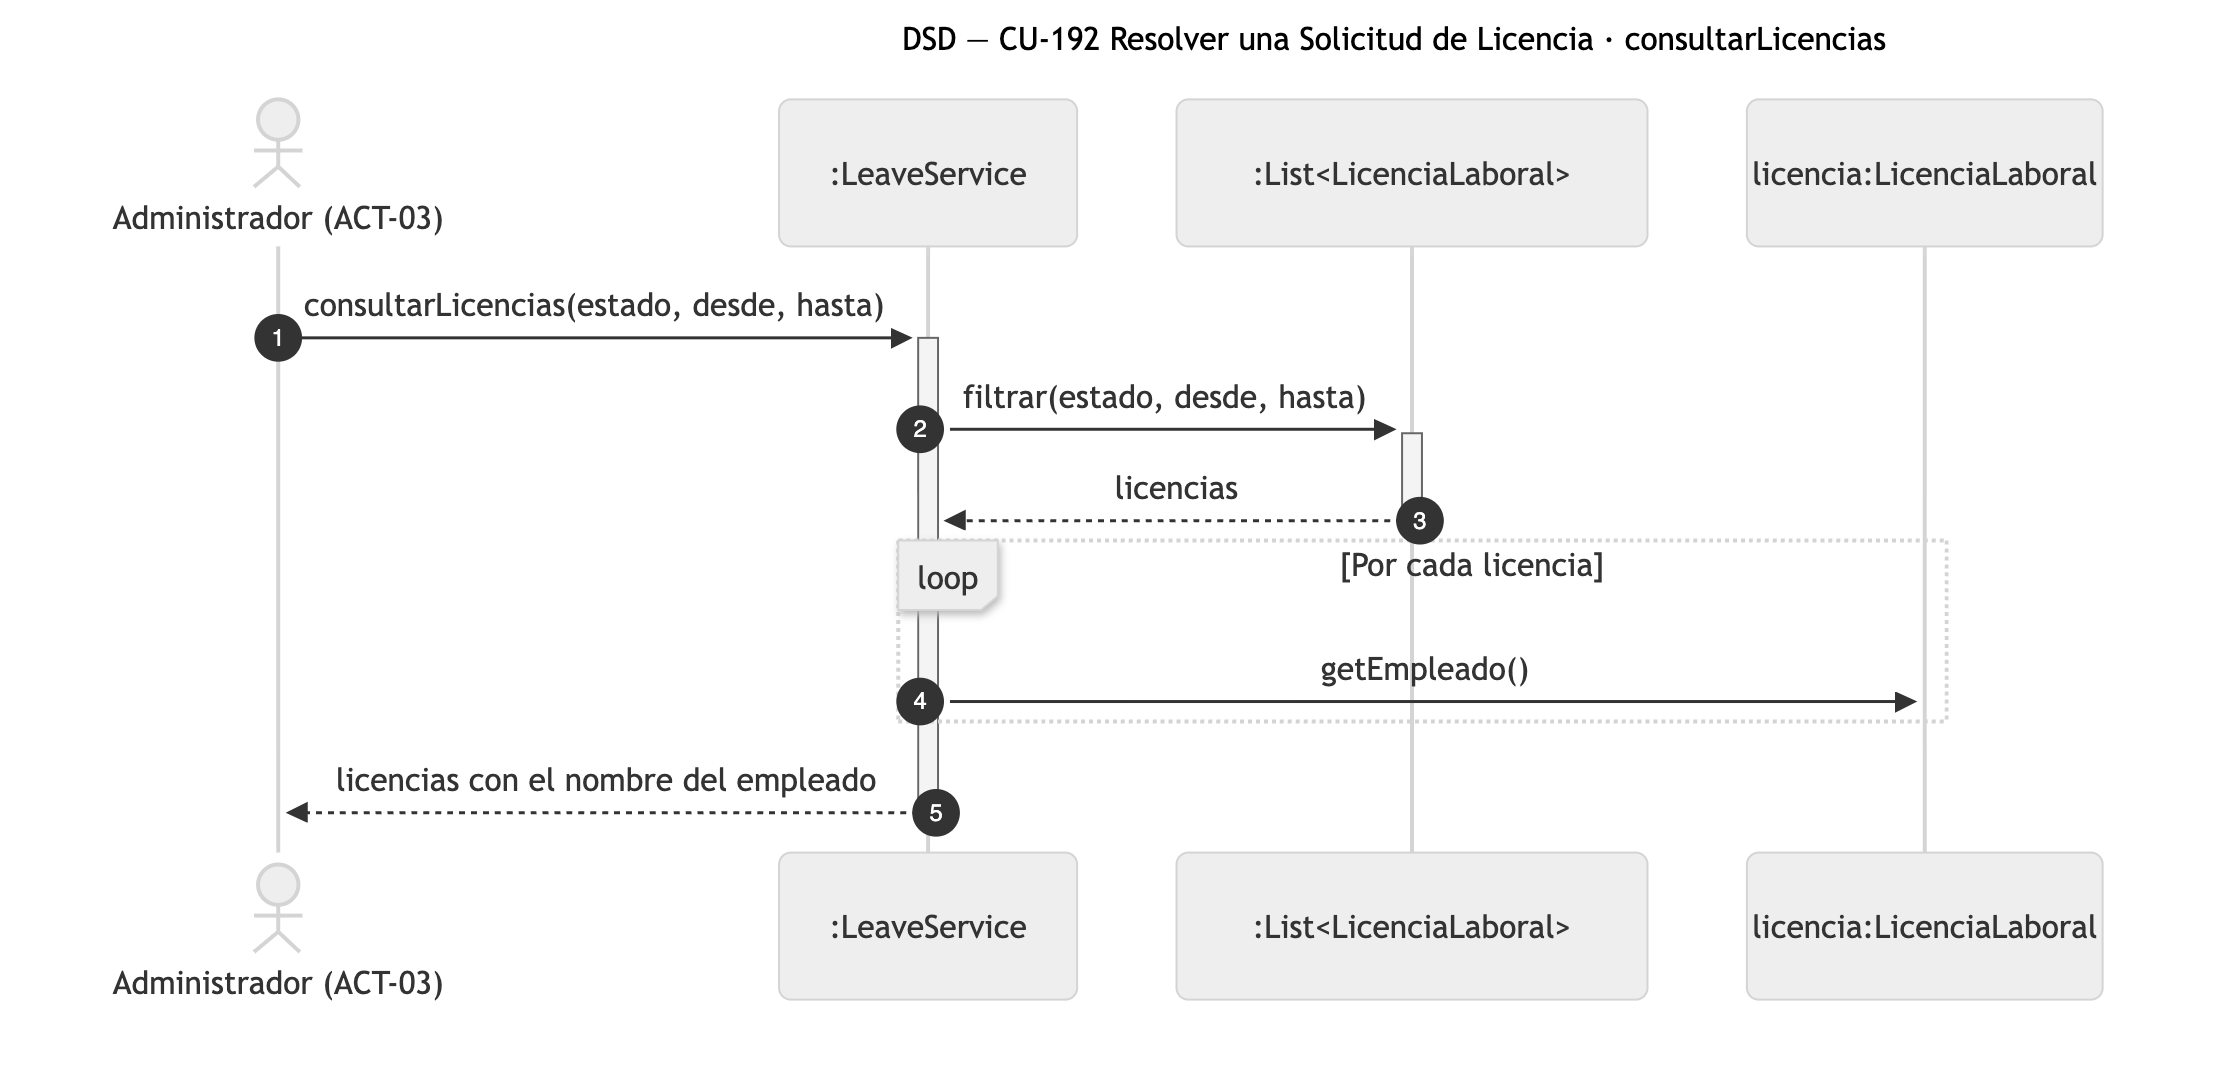 DSD — CU-192 Resolver una Solicitud de Licencia · consultarLicencias
Administrador (ACT-03)
:LeaveService
:List<LicenciaLaboral>
licencia:LicenciaLaboral
consultarLicencias(estado, desde, hasta)
1
filtrar(estado, desde, hasta)
2
licencias
3
loop
[Por cada licencia]
getEmpleado()
4
licencias con el nombre del empleado
5
:LeaveService
:List<LicenciaLaboral>
licencia:LicenciaLaboral
Administrador (ACT-03)